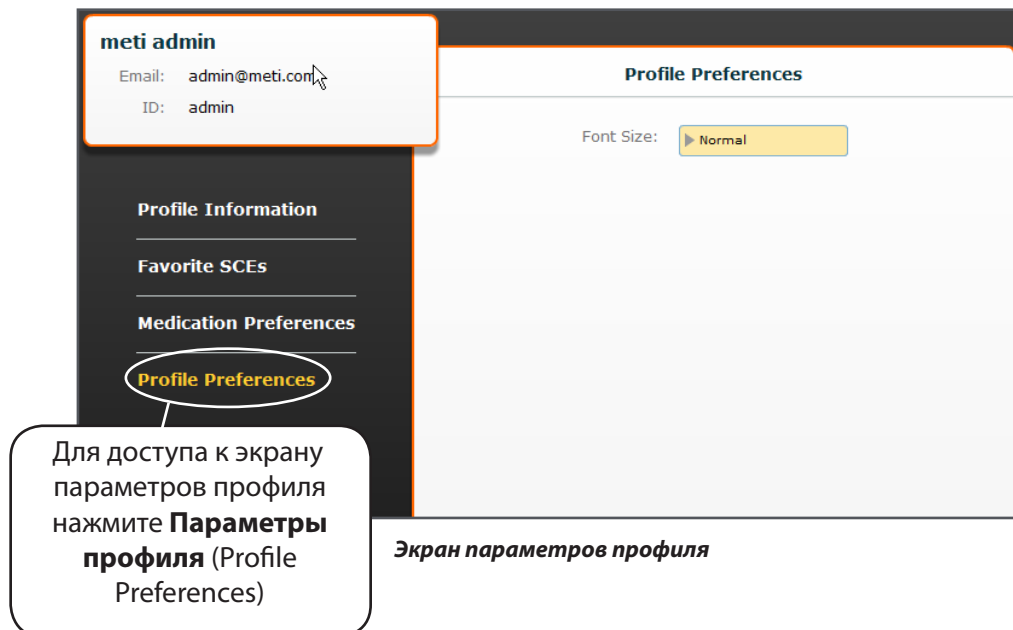 meti admin
Email: admin@meti.com
ID: admin
Profile Preferences
Font Size: Normal
Profile Information
Favorite SCEs
Medication Preferences
Profile Preferences
Для доступа к экрану
параметров профиля
нажмите Параметры
профиля (Profile
Preferences)
Экран параметров профиля